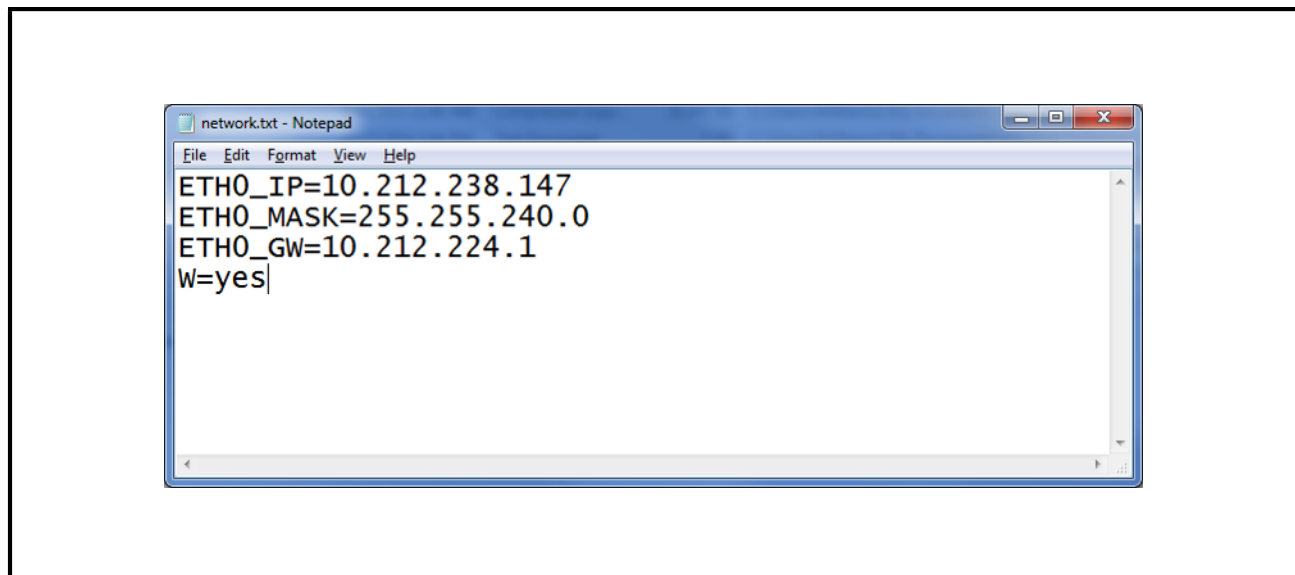 network.txt - Notepad
File Edit Format View Help
ETH0_IP=10.212.238.147
ETH0_MASK=255.255.240.0
ETH0_GW=10.212.224.1
W=yes